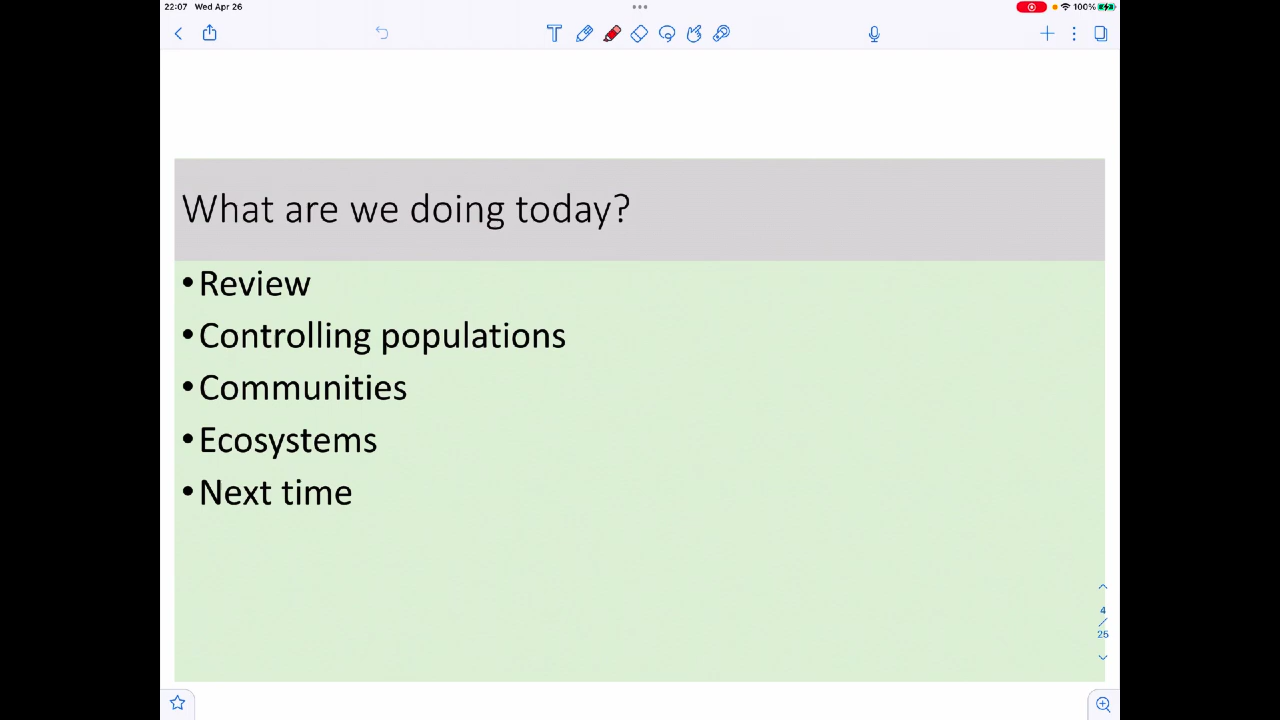 22:07 Wed Apr 26
100%
What are we doing today?
•Review
•Controlling populations
•Communities
•Ecosystems
•Next time
4
/
25